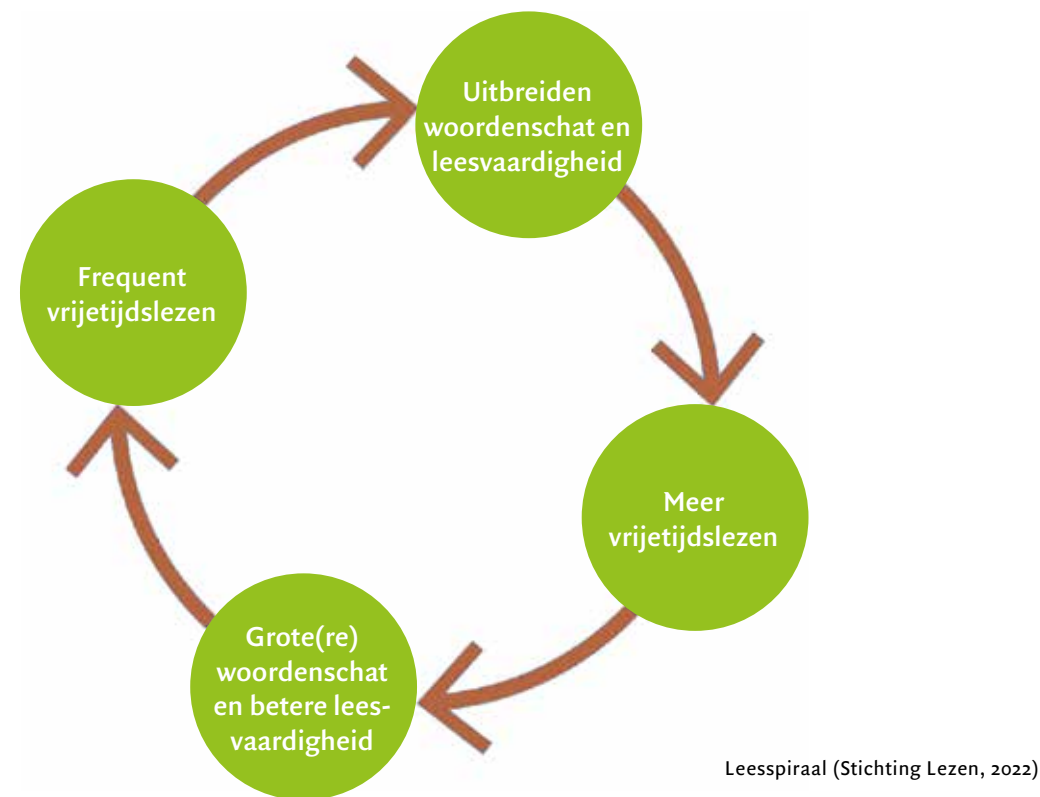 Uitbreiden
woordenschat en
leesvaardigheid
Frequent
vrijetijdslezen
Meer
vrijetijdslezen
Grote(re)
woordenschat
en betere lees-
vaardigheid
Leesspiraal (Stichting Lezen, 2022)